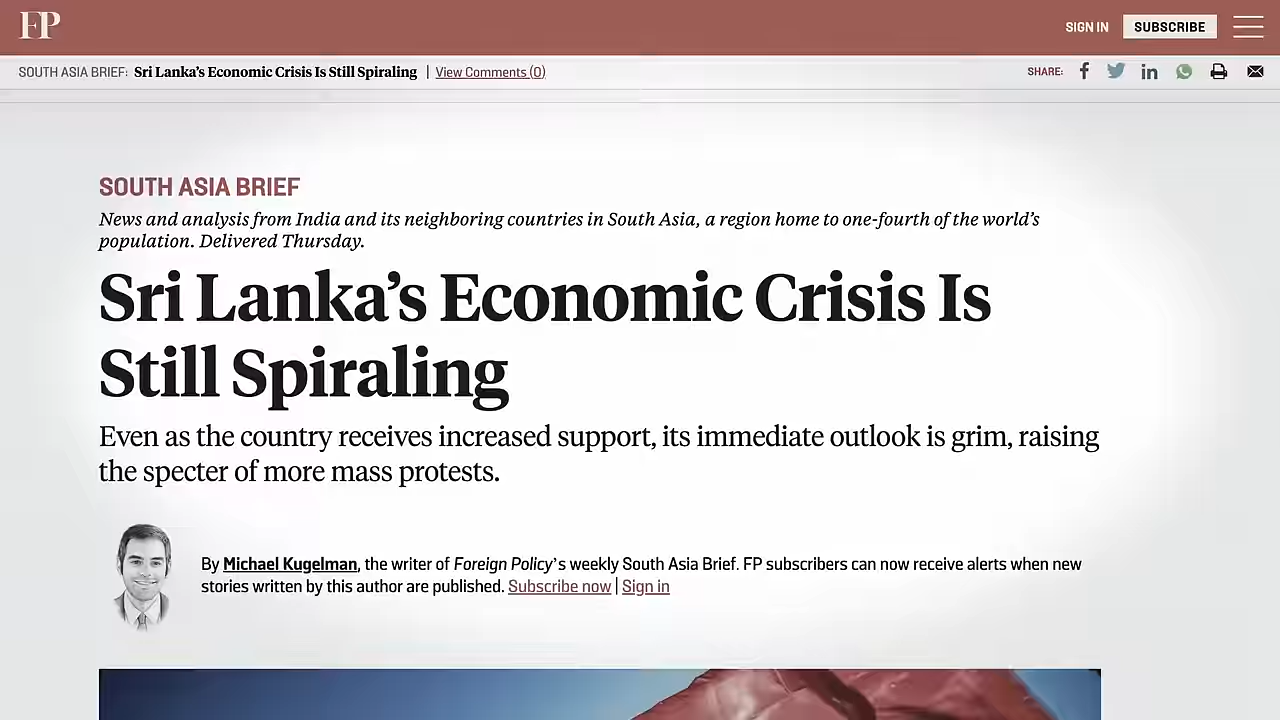 FP
SIGN IN
SUBSCRIBE
SOUTH ASIA BRIEF: Sri Lanka’s Economic Crisis Is Still Spiraling | View Comments (0)
SHARE:
SOUTH ASIA BRIEF
News and analysis from India and its neighboring countries in South Asia, a region home to one-fourth of the world’s
population. Delivered Thursday.
Sri Lanka’s Economic Crisis Is
Still Spiraling
Even as the country receives increased support, its immediate outlook is grim, raising
the specter of more mass protests.
By Michael Kugelman, the writer of Foreign Policy’s weekly South Asia Brief. FP subscribers can now receive alerts when new
stories written by this author are published. Subscribe now | Sign in